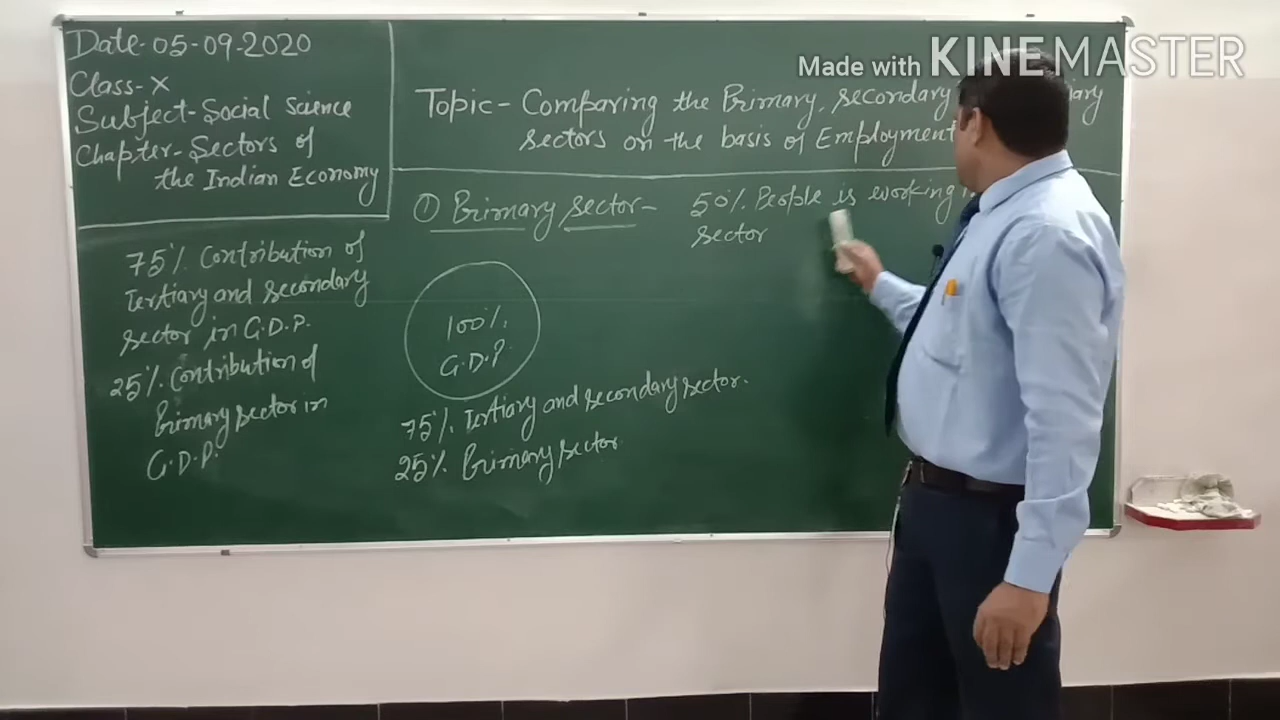 Made with KINEMASTER
Date-05-09-2020
Class-X
Subject-Social Science
Chapter-Sectors of
the Indian Economy
Topic-Comparing the Primary, secondary
sectors on the basis of Employment
① Primary sector-
50% People is working
sector
75% Contribution of
Tertiary and secondary
sector in G.D.P.
25% Contribution of
Primary sector in
G.D.P.
100%
G.D.P.
75% Tertiary and secondary sector.
25% Primary sector